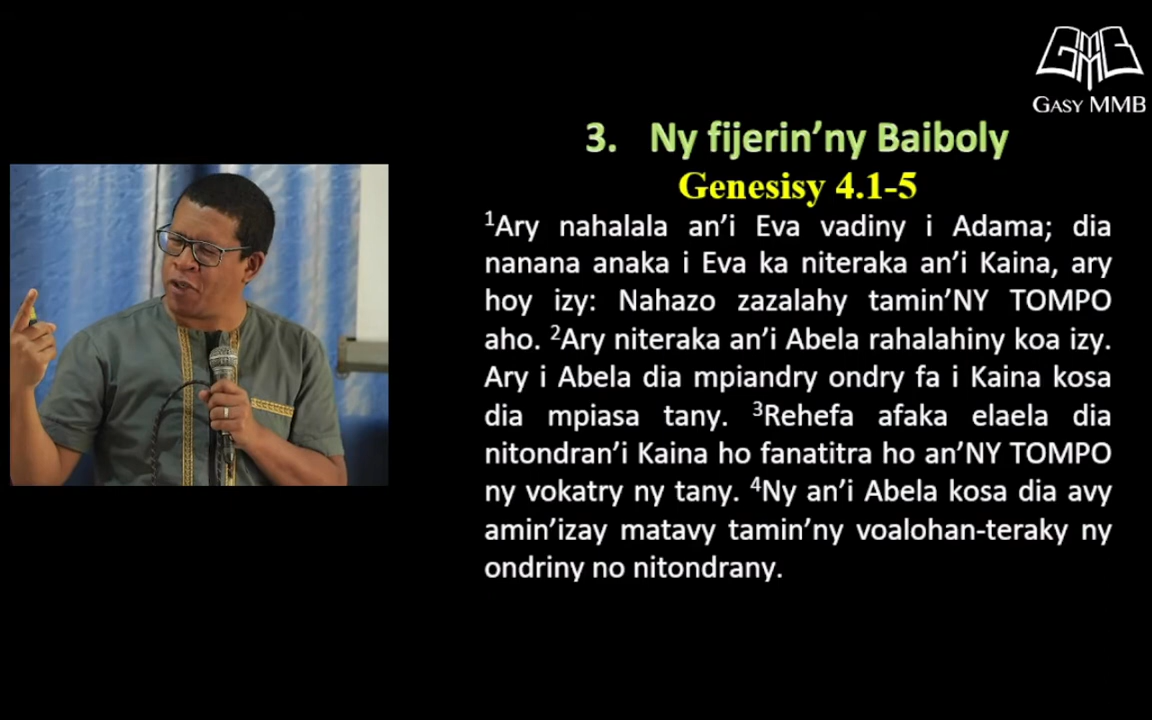 GMMB
GASY MMB
3. Ny fijerin’ny Baiboly
Genesisy 4.1-5
¹Ary nahalala an’i Eva vadiny i Adama; dia
nanana anaka i Eva ka niteraka an’i Kaina, ary
hoy izy: Nahazo zazalahy tamin’NY TOMPO
aho. ²Ary niteraka an’i Abela rahalahiny koa izy.
Ary i Abela dia mpiandry ondry fa i Kaina kosa
dia mpiasa tany. ³Rehefa afaka elaela dia
nitondran’i Kaina ho fanatitra ho an’NY TOMPO
ny vokatry ny tany. ⁴Ny an’i Abela kosa dia avy
amin’izay matavy tamin’ny voalohan-teraky ny
ondriny no nitondrany.